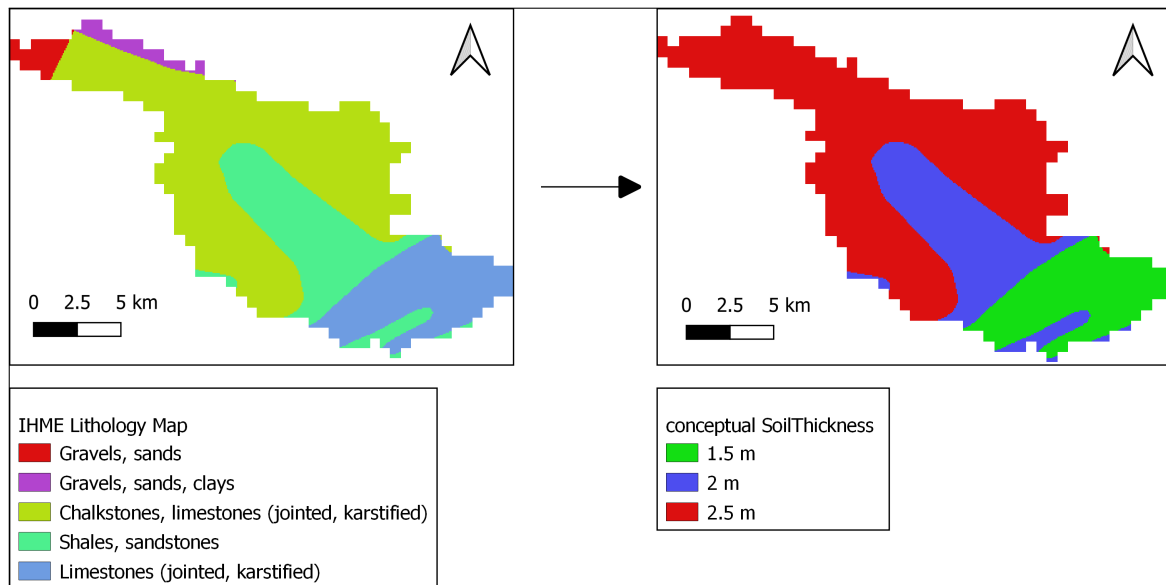 0 2.5 5 km
0 2.5 5 km
IHME Lithology Map
Gravels, sands
Gravels, sands, clays
Chalkstones, limestones (jointed, karstified)
Shales, sandstones
Limestones (jointed, karstified)
conceptual SoilThickness
1.5 m
2 m
2.5 m